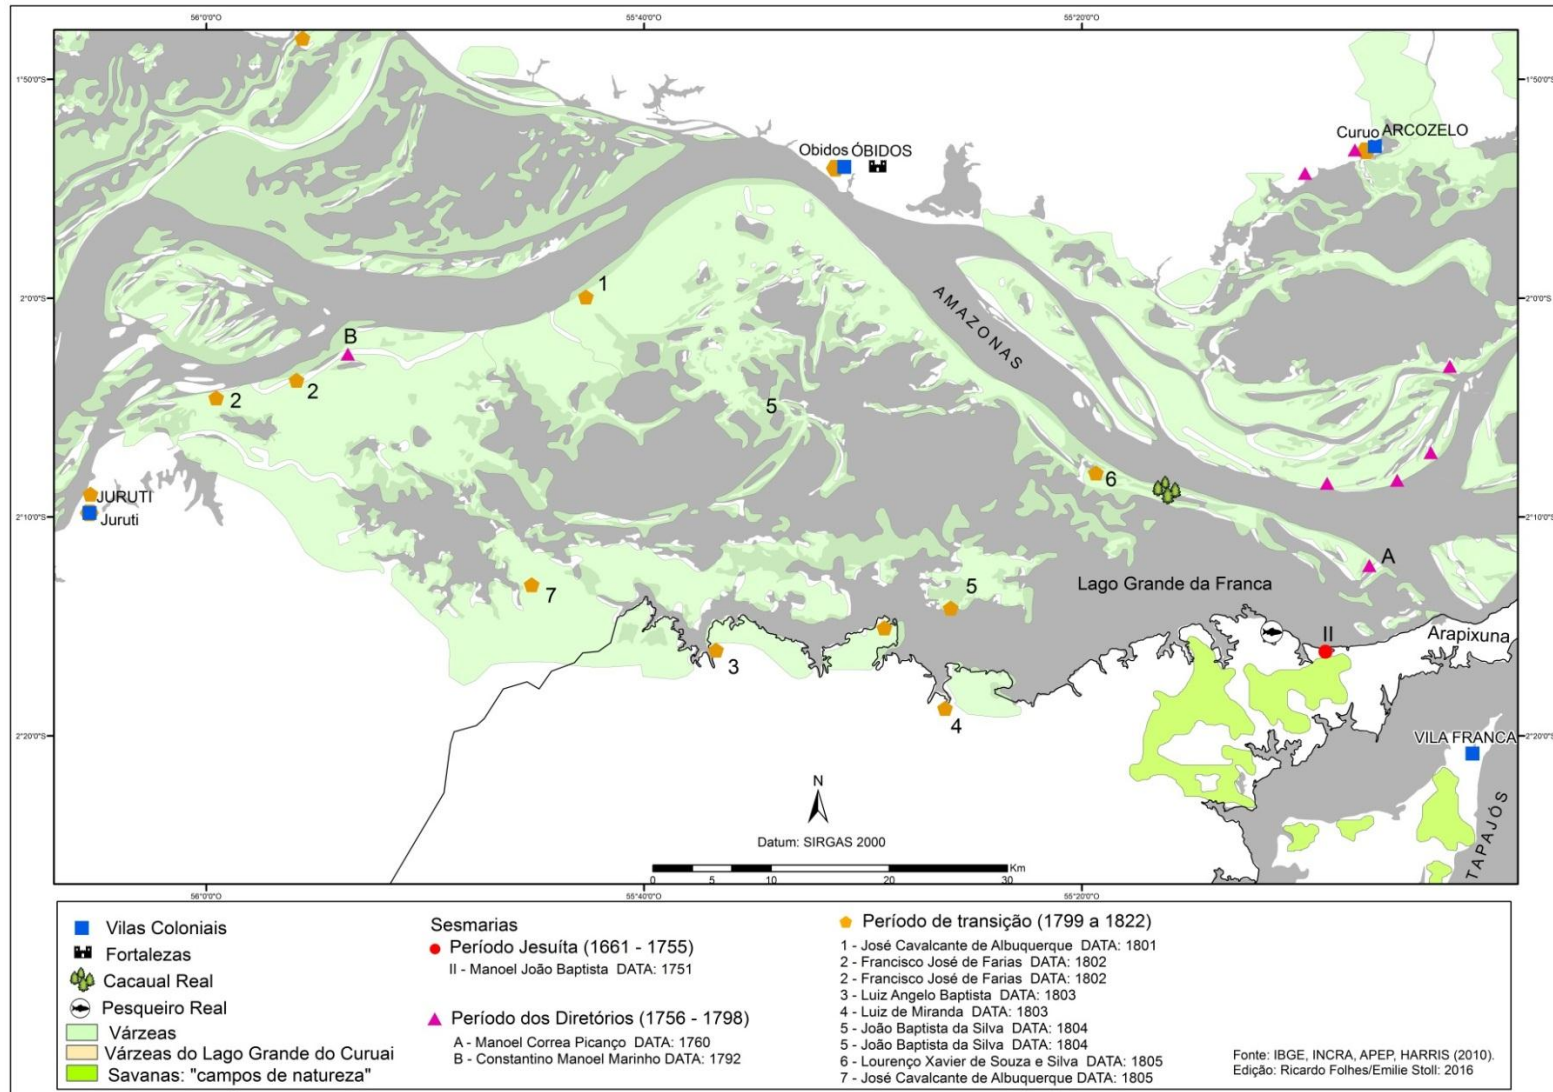 56°0'0"O
55°40'0"O
55°20'0"O
1°50'0"S
1°50'0"S
Obidos ÓBIDOS
Curuo ARCOZELO
2°0'0"S
2°0'0"S
1
AMAZONAS
B
2
2
5
6
JURUTI
Juruti
2°10'0"S
2°10'0"S
A
7
5
Lago Grande da Franca
3
II
Arapixuna
4
2°20'0"S
2°20'0"S
VILA FRANCA
TAPAJÓS
N
Datum: SIRGAS 2000
Km
0 5 10 20 30
56°0'0"O
55°40'0"O
55°20'0"O
Vilas Coloniais
Fortalezas
Cacaual Real
Pesqueiro Real
Várzeas
Várzeas do Lago Grande do Curuai
Savanas: "campos de natureza"
Sesmarias
Período Jesuíta (1661 - 1755)
II - Manoel João Baptista DATA: 1751
Período dos Diretórios (1756 - 1798)
A - Manoel Correa Picanço DATA: 1760
B - Constantino Manoel Marinho DATA: 1792
Período de transição (1799 a 1822)
1 - José Cavalcante de Albuquerque DATA: 1801
2 - Francisco José de Farias DATA: 1802
2 - Francisco José de Farias DATA: 1802
3 - Luiz Angelo Baptista DATA: 1803
4 - Luiz de Miranda DATA: 1803
5 - João Baptista da Silva DATA: 1804
5 - João Baptista da Silva DATA: 1804
6 - Lourenço Xavier de Souza e Silva DATA: 1805
7 - José Cavalcante de Albuquerque DATA: 1805
Fonte: IBGE, INCRA, APEP, HARRIS (2010).
Edição: Ricardo Folhes/Emilie Stoll: 2016